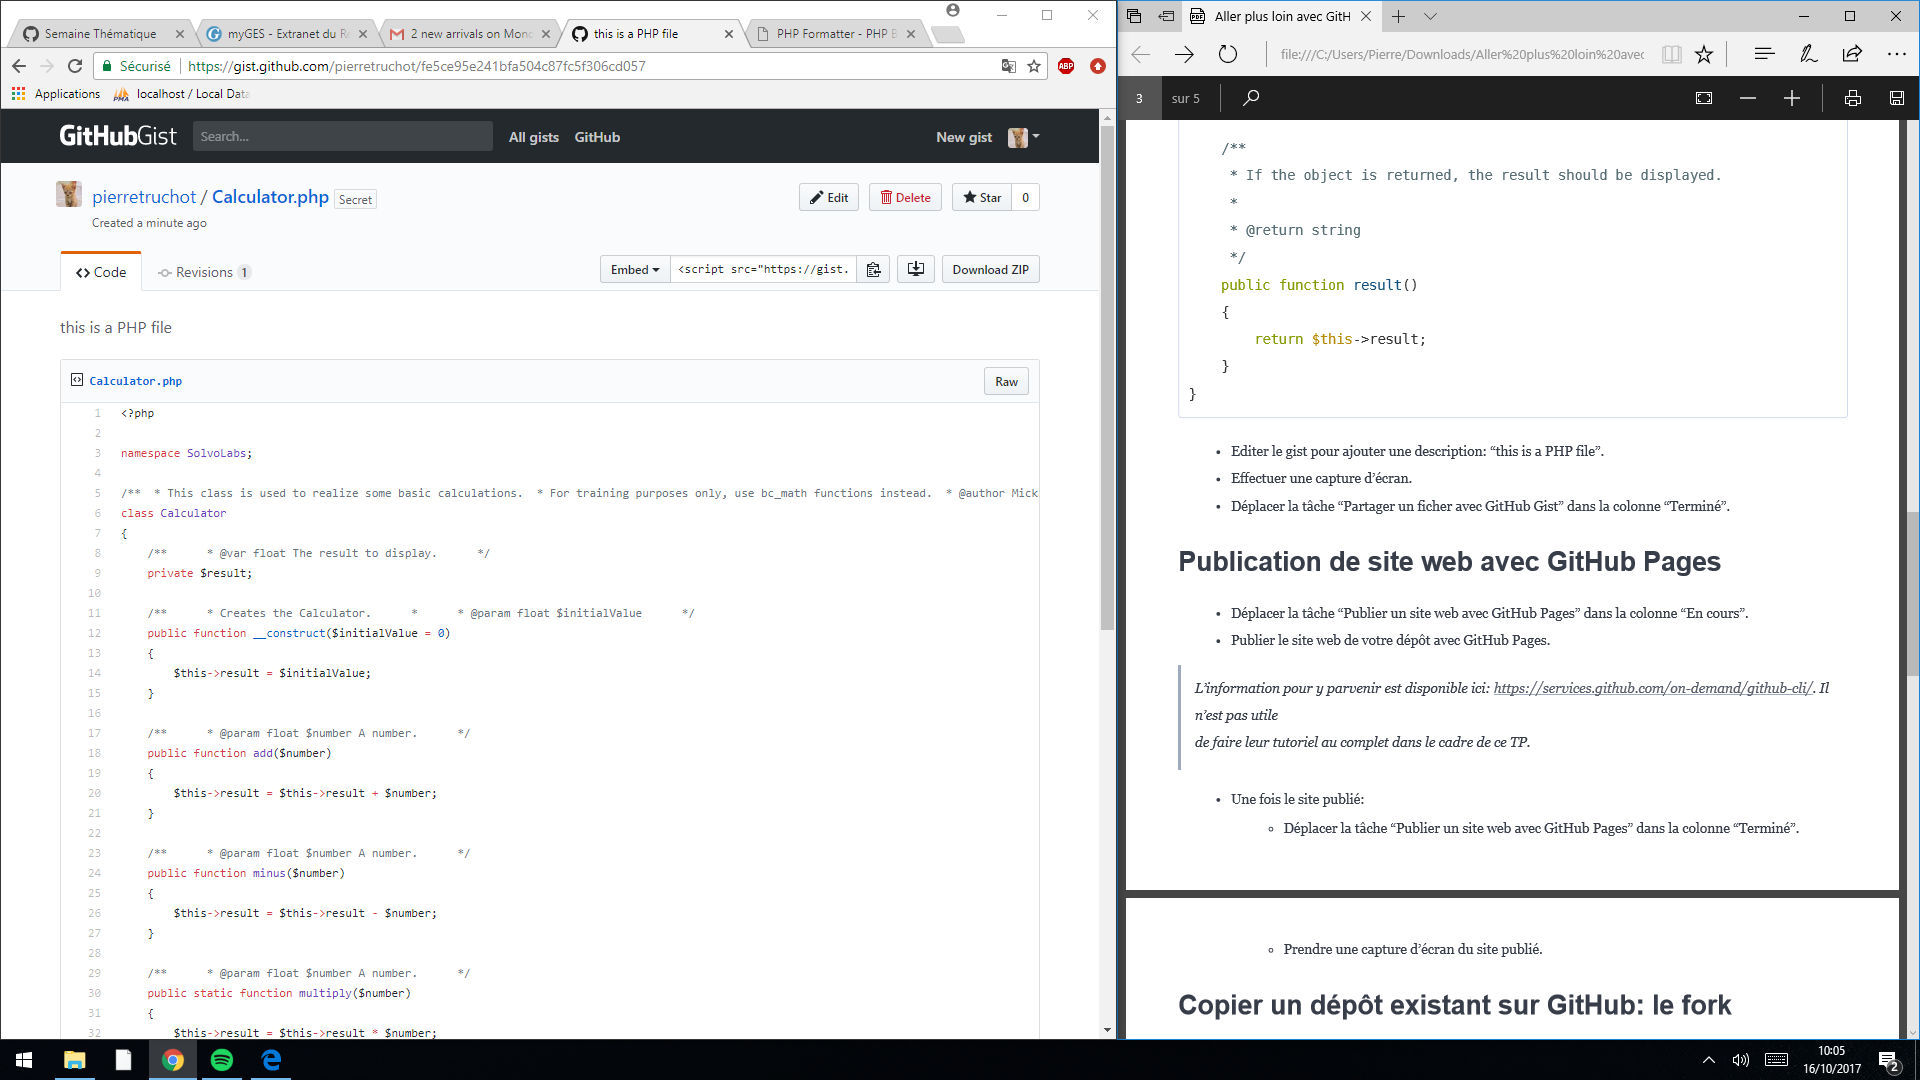 Semaine Thématique
myGES - Extranet du R
2 new arrivals on Mond
this is a PHP file
PHP Formatter - PHP B
Sécurisé
https://gist.github.com/pierretruchot/fe5ce95e241bfa504c87fc5f306cd057
ABP
Applications
PMA
localhost / Local Data
GitHubGist
Search...
All gists
GitHub
New gist
pierretruchot / Calculator.php
Secret
Edit
Delete
Star
0
Created a minute ago
Code
Revisions 1
Embed
<script src="https://gist.
Download ZIP
this is a PHP file
Calculator.php
Raw
1 <?php
2
3 namespace SolvoLabs;
4
5 /**  * This class is used to realize some basic calculations.  * For training purposes only, use bc_math functions instead.  * @author Mick
6 class Calculator
7 {
8     /**      * @var float The result to display.      */
9     private $result;
10
11     /**      * Creates the Calculator.      *      * @param float $initialValue      */
12     public function __construct($initialValue = 0)
13     {
14         $this->result = $initialValue;
15     }
16
17     /**      * @param float $number A number.      */
18     public function add($number)
19     {
20         $this->result = $this->result + $number;
21     }
22
23     /**      * @param float $number A number.      */
24     public function minus($number)
25     {
26         $this->result = $this->result - $number;
27     }
28
29     /**      * @param float $number A number.      */
30     public static function multiply($number)
31     {
32         $this->result = $this->result * $number;
Aller plus loin avec GitH
file:///C:/Users/Pierre/Downloads/Aller%20plus%20loin%20avec
3
sur 5
/**
 * If the object is returned, the result should be displayed.
 *
 * @return string
 */
public function result()
{
    return $this->result;
}
}
• Editer le gist pour ajouter une description: “this is a PHP file”.
• Effectuer une capture d’écran.
• Déplacer la tâche “Partager un ficher avec GitHub Gist” dans la colonne “Terminé”.
Publication de site web avec GitHub Pages
• Déplacer la tâche “Publier un site web avec GitHub Pages” dans la colonne “En cours”.
• Publier le site web de votre dépôt avec GitHub Pages.
L’information pour y parvenir est disponible ici: https://services.github.com/on-demand/github-cli/. Il
n’est pas utile
de faire leur tutoriel au complet dans le cadre de ce TP.
• Une fois le site publié:
◦ Déplacer la tâche “Publier un site web avec GitHub Pages” dans la colonne “Terminé”.
◦ Prendre une capture d’écran du site publié.
Copier un dépôt existant sur GitHub: le fork
10:05
16/10/2017
2